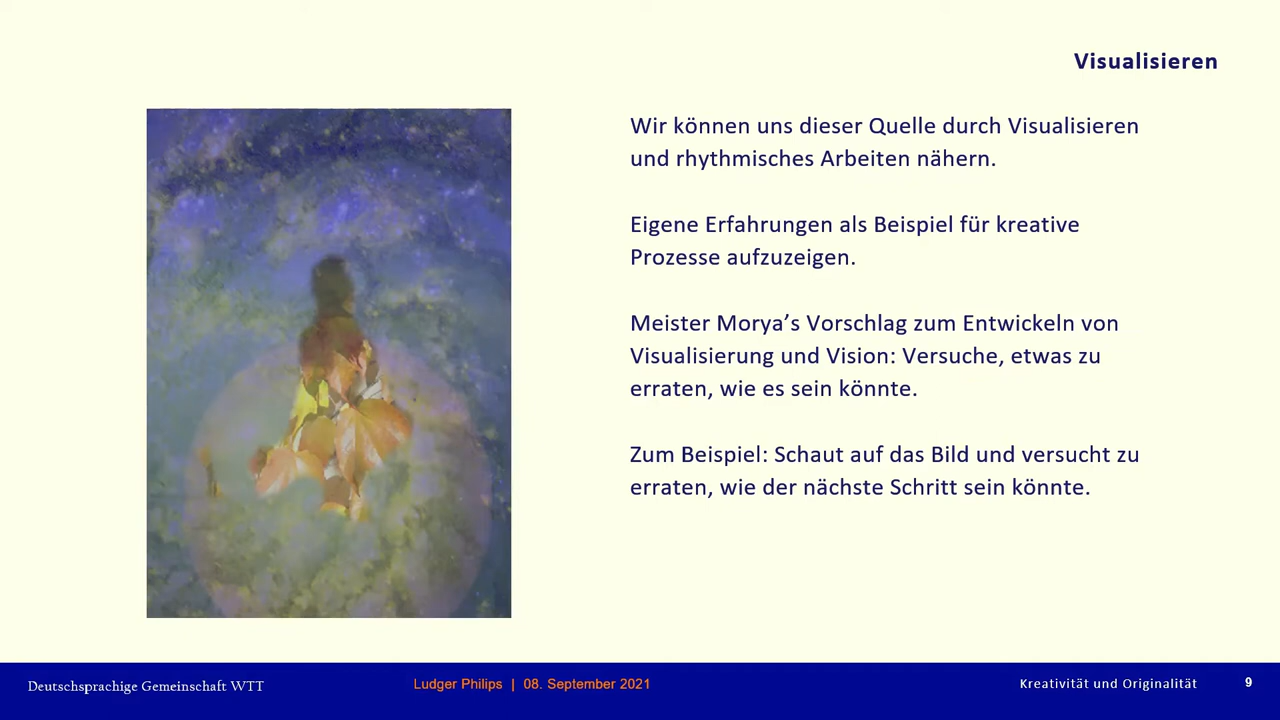 Visualisieren
Wir können uns dieser Quelle durch Visualisieren
und rhythmisches Arbeiten nähern.
Eigene Erfahrungen als Beispiel für kreative
Prozesse aufzuzeigen.
Meister Morya’s Vorschlag zum Entwickeln von
Visualisierung und Vision: Versuche, etwas zu
erraten, wie es sein könnte.
Zum Beispiel: Schaut auf das Bild und versucht zu
erraten, wie der nächste Schritt sein könnte.
Deutschsprachige Gemeinschaft WTT
Ludger Philips | 08. September 2021
Kreativität und Originalität
9